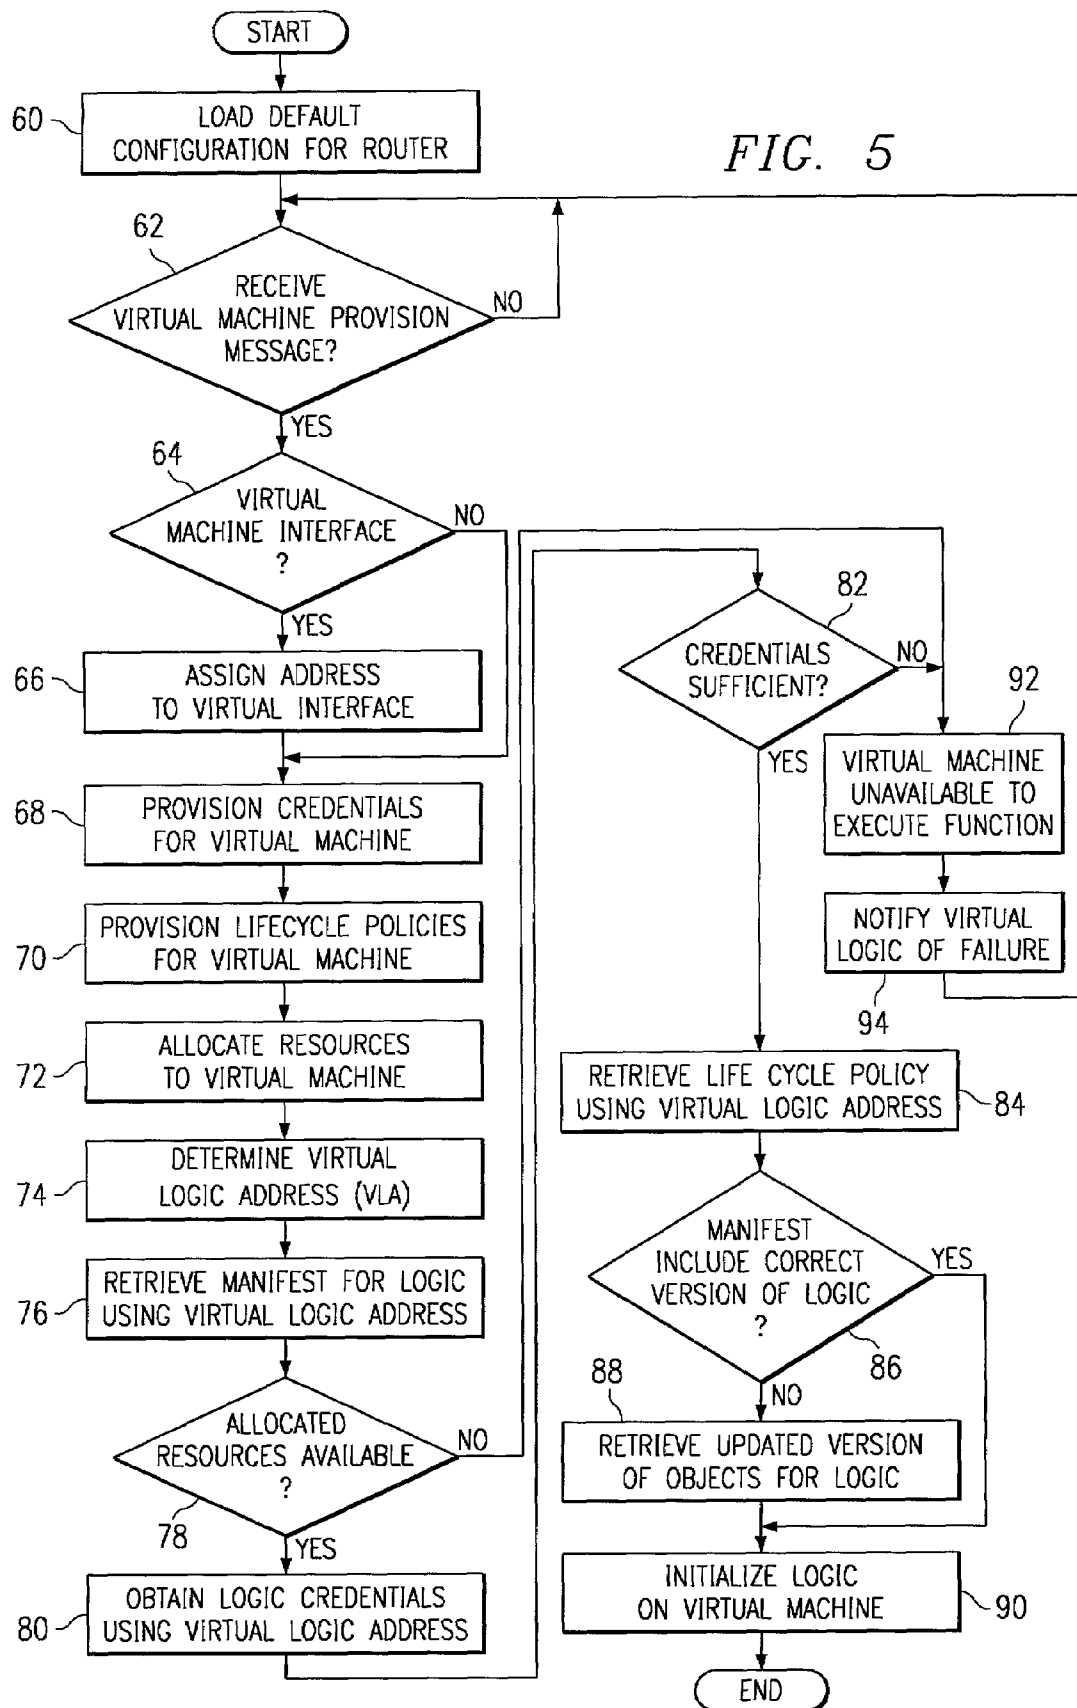 START
60
LOAD DEFAULT
CONFIGURATION FOR ROUTER
FIG. 5
62
RECEIVE
VIRTUAL MACHINE PROVISION
MESSAGE?
NO
YES
64
VIRTUAL
MACHINE INTERFACE
?
NO
YES
66
ASSIGN ADDRESS
TO VIRTUAL INTERFACE
68
PROVISION CREDENTIALS
FOR VIRTUAL MACHINE
70
PROVISION LIFECYCLE POLICIES
FOR VIRTUAL MACHINE
72
ALLOCATE RESOURCES
TO VIRTUAL MACHINE
74
DETERMINE VIRTUAL
LOGIC ADDRESS (VLA)
76
RETRIEVE MANIFEST FOR LOGIC
USING VIRTUAL LOGIC ADDRESS
ALLOCATED
RESOURCES AVAILABLE
?
NO
78
YES
80
OBTAIN LOGIC CREDENTIALS
USING VIRTUAL LOGIC ADDRESS
82
CREDENTIALS
SUFFICIENT?
NO
YES
92
VIRTUAL MACHINE
UNAVAILABLE TO
EXECUTE FUNCTION
NOTIFY VIRTUAL
LOGIC OF FAILURE
94
RETRIEVE LIFE CYCLE POLICY
USING VIRTUAL LOGIC ADDRESS
84
MANIFEST
INCLUDE CORRECT
VERSION OF LOGIC
?
YES
86
NO
88
RETRIEVE UPDATED VERSION
OF OBJECTS FOR LOGIC
INITIALIZE LOGIC
ON VIRTUAL MACHINE
90
END